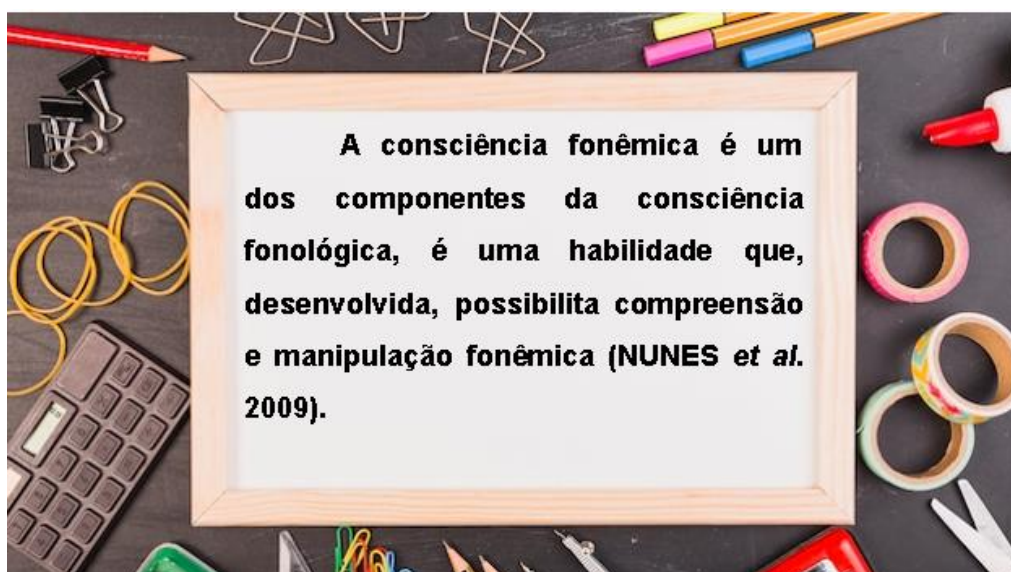 A consciência fonêmica é um
dos componentes da consciência
fonológica, é uma habilidade que,
desenvolvida, possibilita compreensão
e manipulação fonêmica (NUNES et al.
2009).